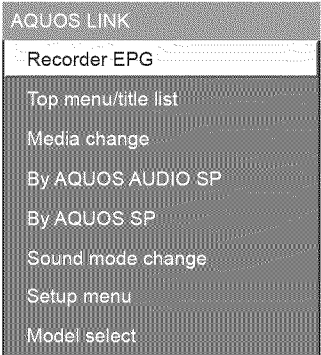 AQUOS LINK
Recorder EPG
Top menu/title list
Media change
By AQUOS AUDIO SP
By AQUOS SP
Sound mode change
Setup menu
Model select